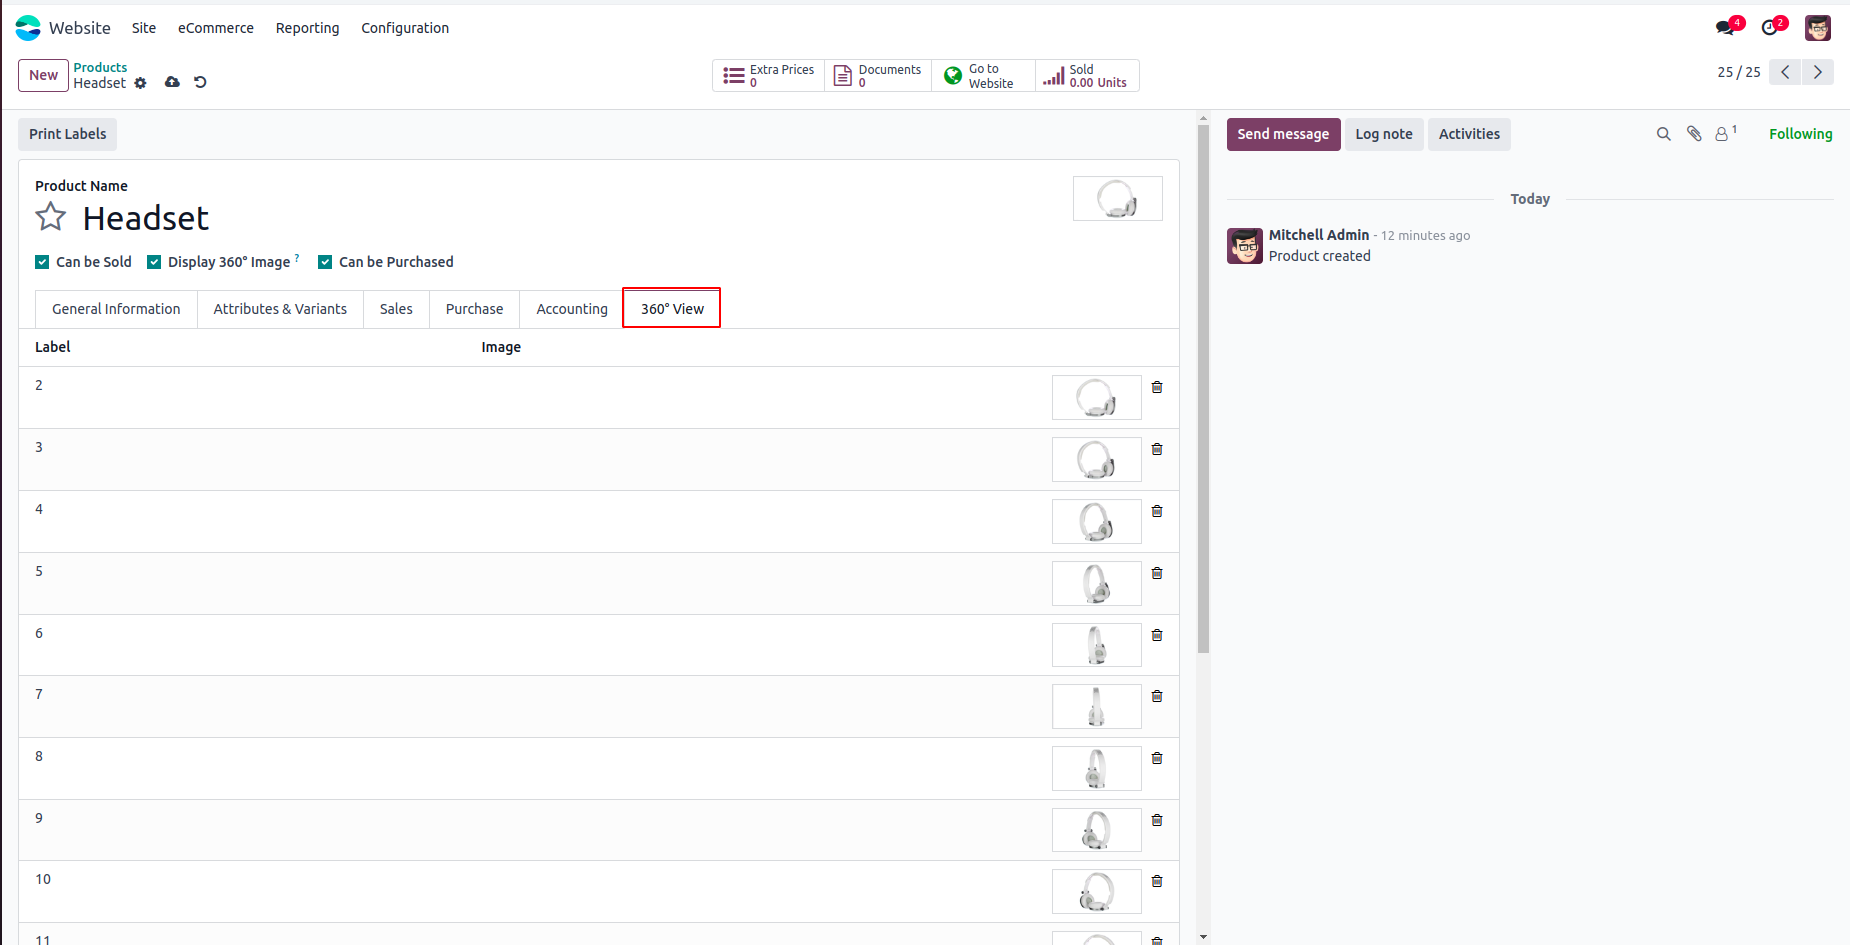 Website Site eCommerce Reporting Configuration 4 2
New Products Headset
Extra Prices 0 Documents 0 Go to Website Sold 0.00 Units
25 / 25
Print Labels
Send message Log note Activities 1 Following
Product Name
Headset
Can be Sold Display 360° Image ? Can be Purchased
General Information Attributes & Variants Sales Purchase Accounting 360° View
Label Image
2
3
4
5
6
7
8
9
10
11
Today
Mitchell Admin - 12 minutes ago
Product created